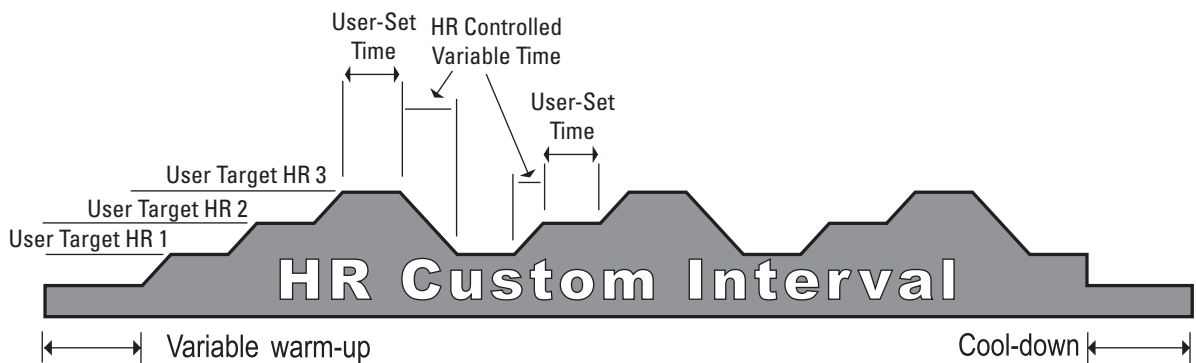 User-Set
Time
HR Controlled
Variable Time
User-Set
Time
User Target HR 3
User Target HR 2
User Target HR 1
HR Custom Interval
Variable warm-up
Cool-down